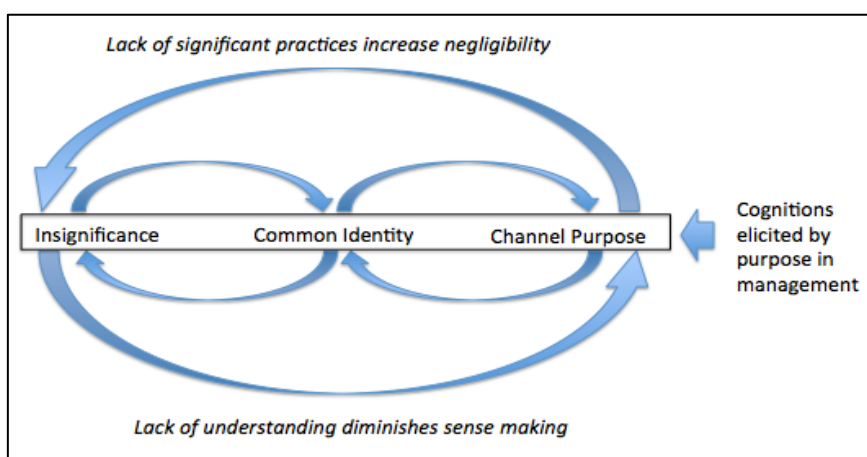 Lack of significant practices increase negligibility
Insignificance
Common Identity
Channel Purpose
Cognitions
elicited by
purpose in
management
Lack of understanding diminishes sense making